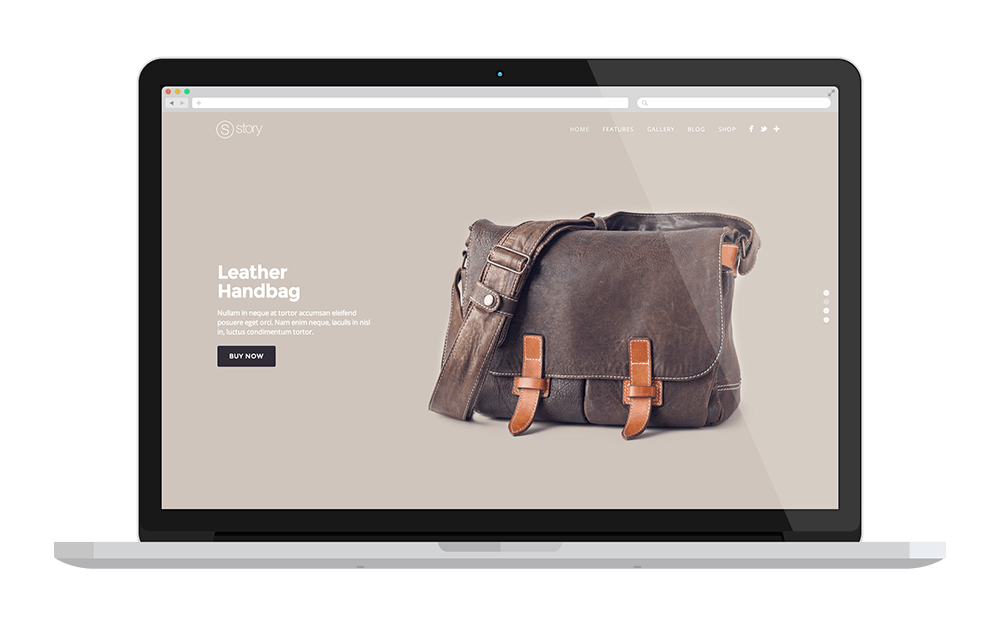 S story
HOME FEATURES GALLERY BLOG SHOP
Leather
Handbag
Nullam in neque at tortor accumsan eleifend
posuere eget orci. Nam enim neque, iaculis in nisl
in, luctus condimentum tortor.
BUY NOW